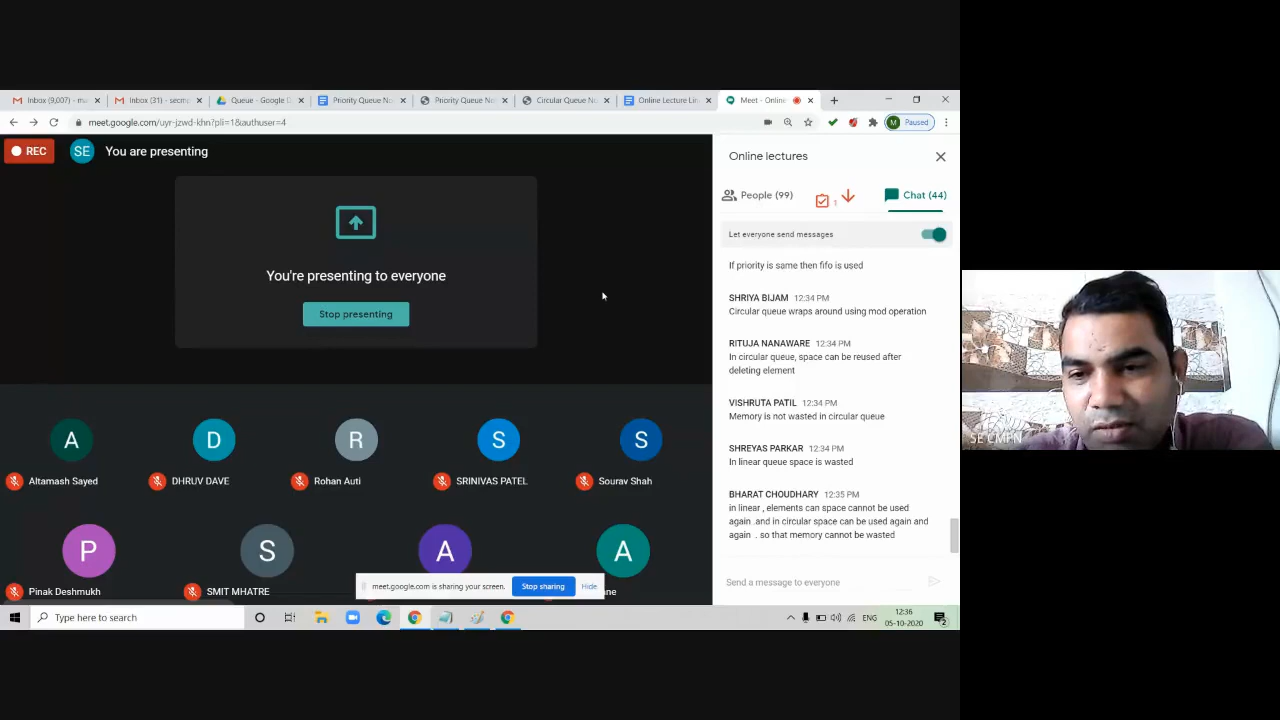 Inbox (9,007) - ma
Inbox (31) - secmp
Queue - Google D
Priority Queue No
Priority Queue No
Circular Queue No
Online Lecture Lin
Meet - Online
meet.google.com/uyr-jzwd-khn?pli=1&authuser=4
M Paused
REC
SE You are presenting
Online lectures
People (99)
1
Chat (44)
Let everyone send messages
You're presenting to everyone
Stop presenting
If priority is same then fifo is used
SHRIYA BIJAM 12:34 PM
Circular queue wraps around using mod operation
RITUJA NANAWARE 12:34 PM
In circular queue, space can be reused after
deleting element
VISHRUTA PATIL 12:34 PM
Memory is not wasted in circular queue
SHREYAS PARKAR 12:34 PM
In linear queue space is wasted
BHARAT CHOUDHARY 12:35 PM
in linear , elements can space cannot be used
again .and in circular space can be used again and
again . so that memory cannot be wasted
Send a message to everyone
A D R S S
Altamash Sayed
DHRUV DAVE
Rohan Auti
SRINIVAS PATEL
Sourav Shah
P S A A
Pinak Deshmukh
SMIT MHATRE
meet.google.com is sharing your screen.
Stop sharing
Hide
SE CMPN
Type here to search
ENG
12:36
05-10-2020
2